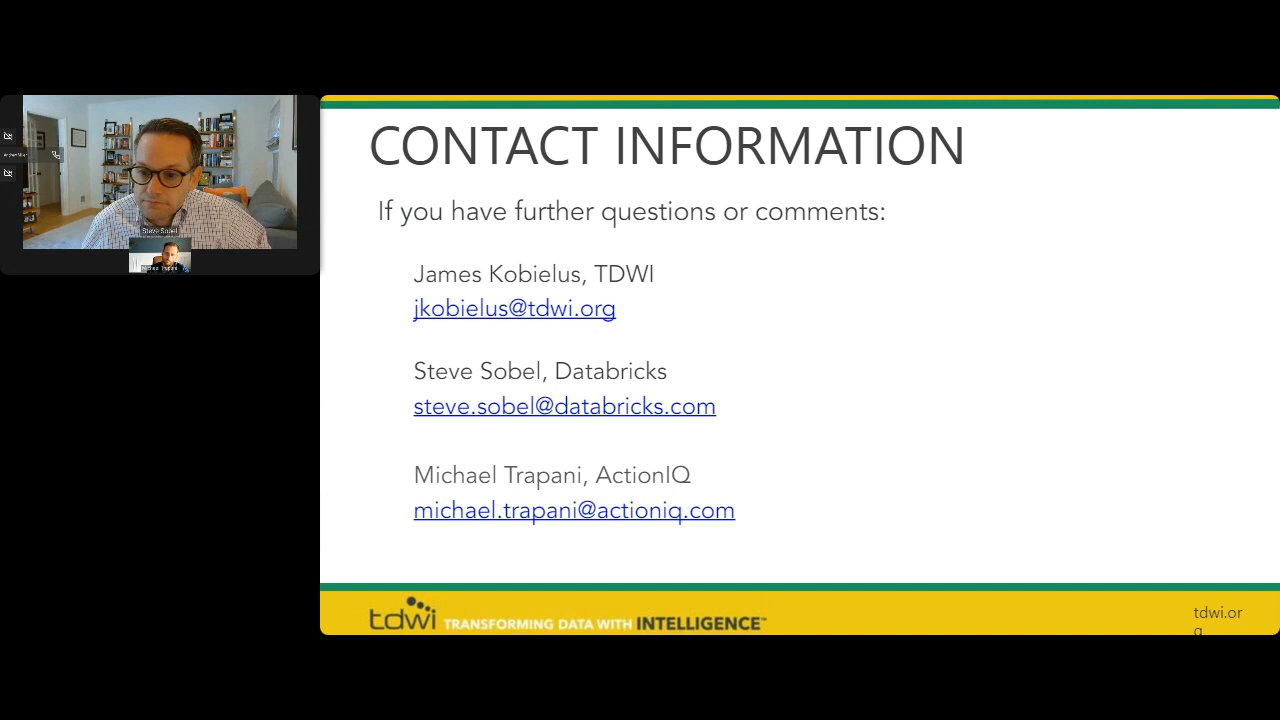 Steve Sobel
Michael Trapani
CONTACT INFORMATION
If you have further questions or comments:
James Kobielus, TDWI
jkobielus@tdwi.org
Steve Sobel, Databricks
steve.sobel@databricks.com
Michael Trapani, ActionIQ
michael.trapani@actioniq.com
tdwi TRANSFORMING DATA WITH INTELLIGENCE™
tdwi.or
g